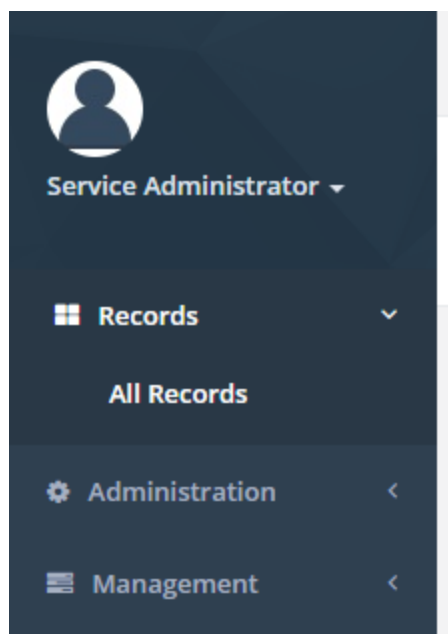 Service Administrator
Records
All Records
Administration
Management